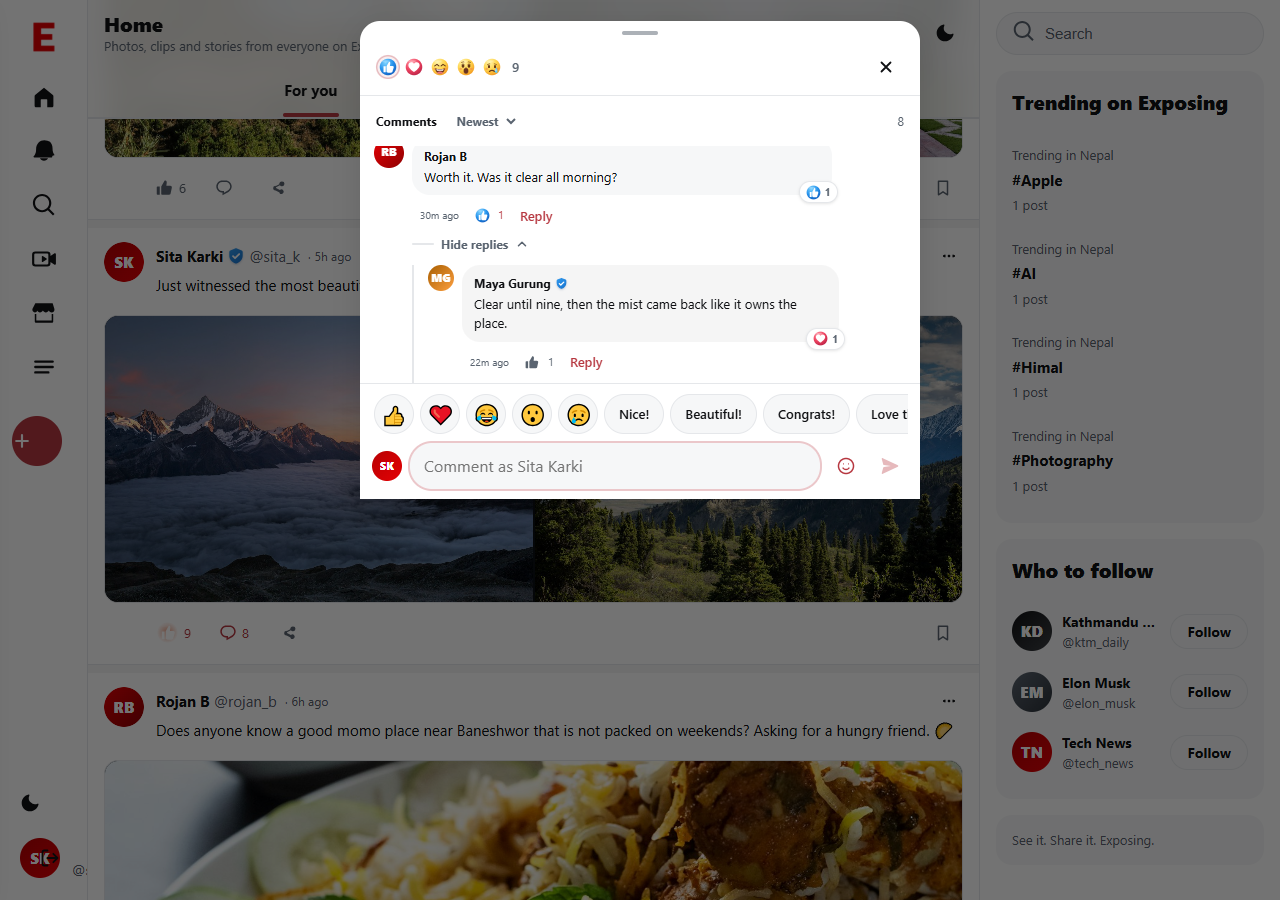 E
Home
Photos, clips and stories from everyone on Ex
For you
6
SK
Sita Karki @sita_k · 5h ago
Just witnessed the most beauti
9
8
RB
Rojan B @rojan_b · 6h ago
Does anyone know a good momo place near Baneshwor that is not packed on weekends? Asking for a hungry friend.
SK
@s
9
Comments
Newest
8
RB
Rojan B
Worth it. Was it clear all morning?
1
30m ago
1
Reply
Hide replies
MG
Maya Gurung
Clear until nine, then the mist came back like it owns the
place.
1
22m ago
1
Reply
Nice!
Beautiful!
Congrats!
Love t
SK
Comment as Sita Karki
Search
Trending on Exposing
Trending in Nepal
#Apple
1 post
Trending in Nepal
#AI
1 post
Trending in Nepal
#Himal
1 post
Trending in Nepal
#Photography
1 post
Who to follow
KD
Kathmandu ...
@ktm_daily
Follow
EM
Elon Musk
@elon_musk
Follow
TN
Tech News
@tech_news
Follow
See it. Share it. Exposing.